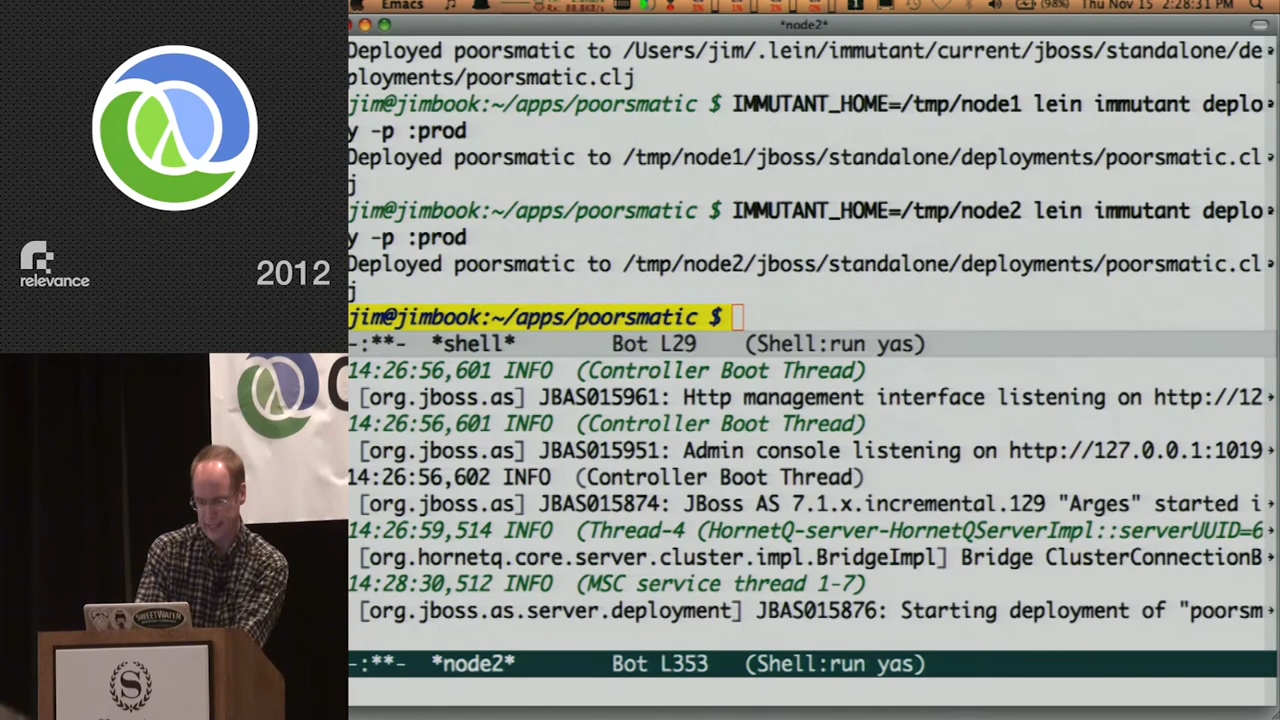 Emacs
88.8KB/s
(98%)
Thu Nov 15 2:28:31 PM
*node2*
Deployed poorsmatic to /Users/jim/.lein/immutant/current/jboss/standalone/de
ployments/poorsmatic.clj
jim@jimbook:~/apps/poorsmatic $ IMMUTANT_HOME=/tmp/node1 lein immutant deplo
y -p :prod
Deployed poorsmatic to /tmp/node1/jboss/standalone/deployments/poorsmatic.cl
j
jim@jimbook:~/apps/poorsmatic $ IMMUTANT_HOME=/tmp/node2 lein immutant deplo
y -p :prod
Deployed poorsmatic to /tmp/node2/jboss/standalone/deployments/poorsmatic.cl
j
jim@jimbook:~/apps/poorsmatic $
-:**-  *shell*        Bot L29    (Shell:run yas)
14:26:56,601 INFO  (Controller Boot Thread)
[org.jboss.as] JBAS015961: Http management interface listening on http://12
14:26:56,601 INFO  (Controller Boot Thread)
[org.jboss.as] JBAS015951: Admin console listening on http://127.0.0.1:1019
14:26:56,602 INFO  (Controller Boot Thread)
[org.jboss.as] JBAS015874: JBoss AS 7.1.x.incremental.129 "Arges" started i
14:26:59,514 INFO  (Thread-4 (HornetQ-server-HornetQServerImpl::serverUUID=6
[org.hornetq.core.server.cluster.impl.BridgeImpl] Bridge ClusterConnectionB
14:28:30,512 INFO  (MSC service thread 1-7)
[org.jboss.as.server.deployment] JBAS015876: Starting deployment of "poorsm
-:**-  *node2*        Bot L353   (Shell:run yas)
relevance
2012
SWEETWATER
S